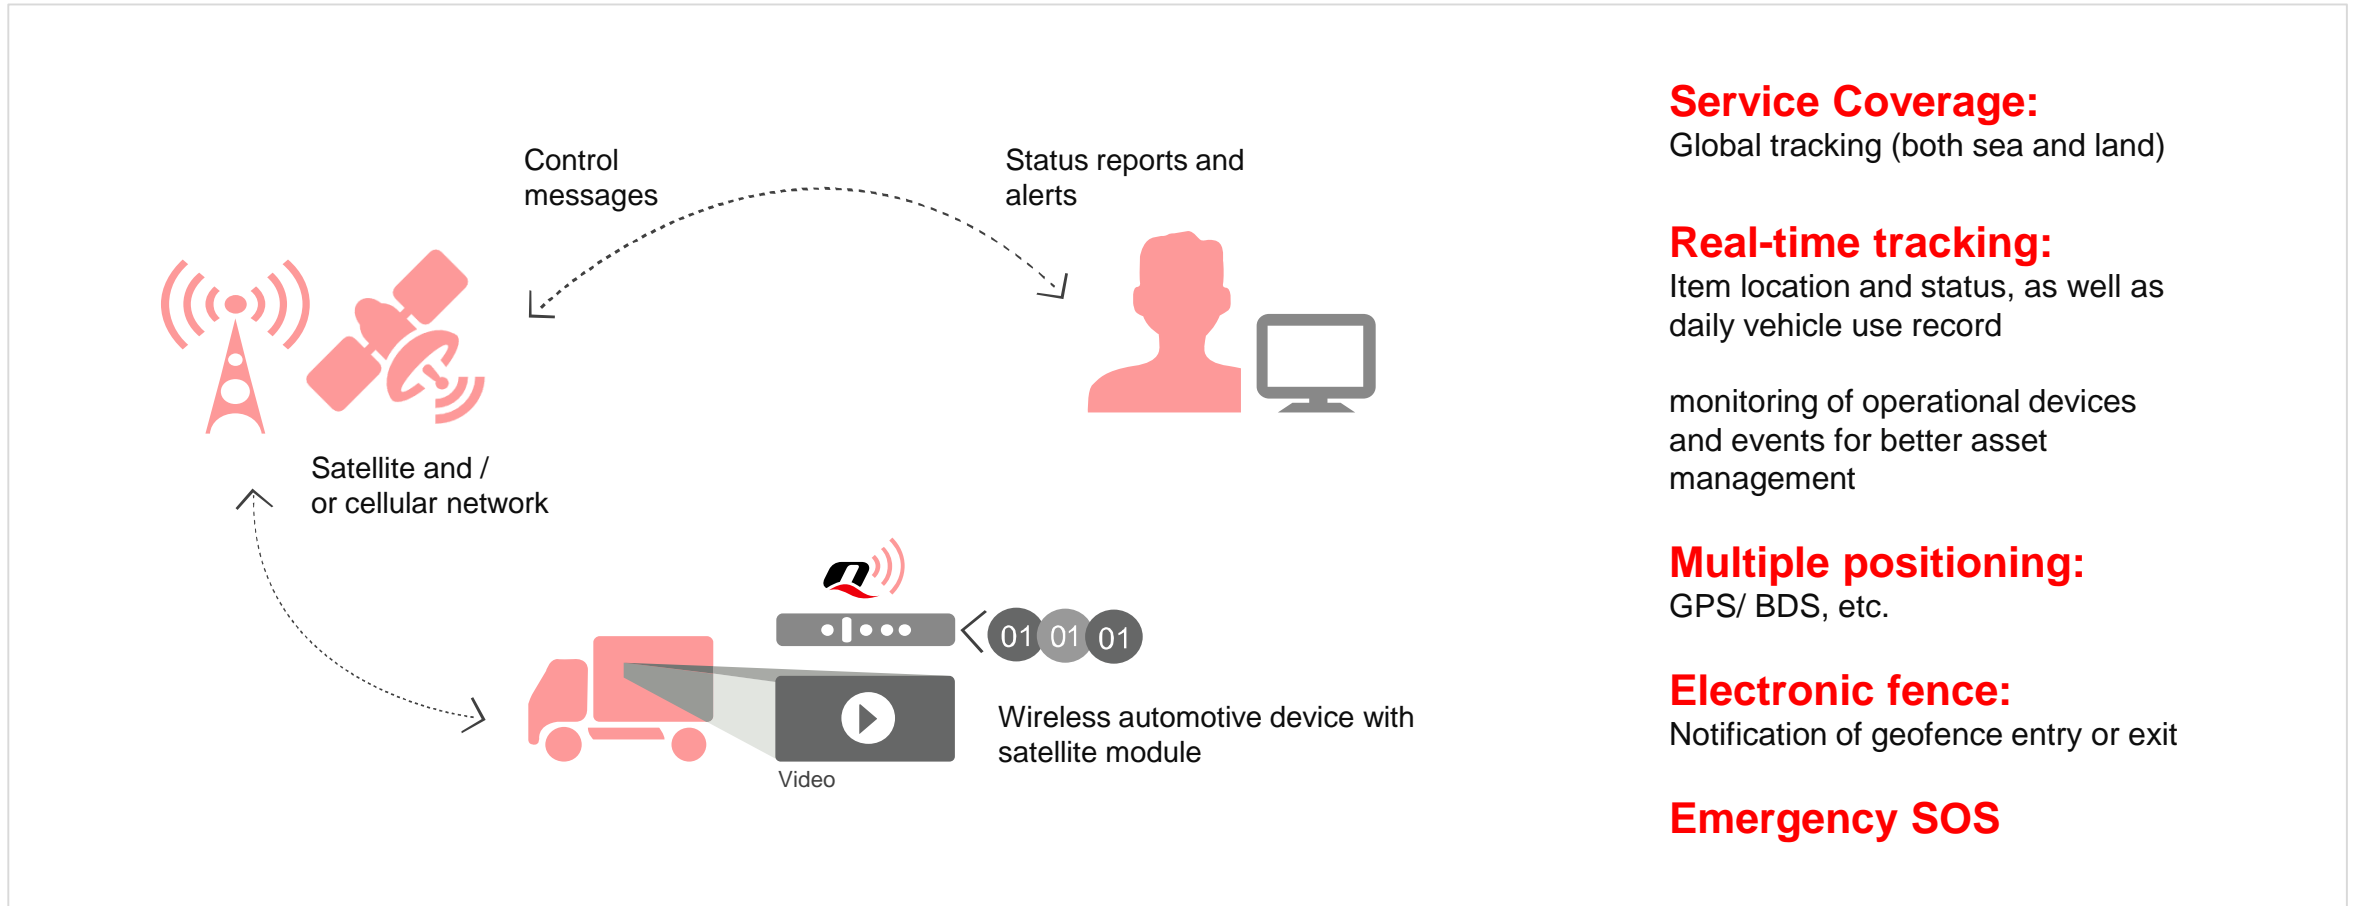 Control
messages
Status reports and
alerts
Satellite and /
or cellular network
01 01 01
Wireless automotive device with
satellite module
Video
Service Coverage:
Global tracking (both sea and land)
Real-time tracking:
Item location and status, as well as
daily vehicle use record
monitoring of operational devices
and events for better asset
management
Multiple positioning:
GPS/ BDS, etc.
Electronic fence:
Notification of geofence entry or exit
Emergency SOS